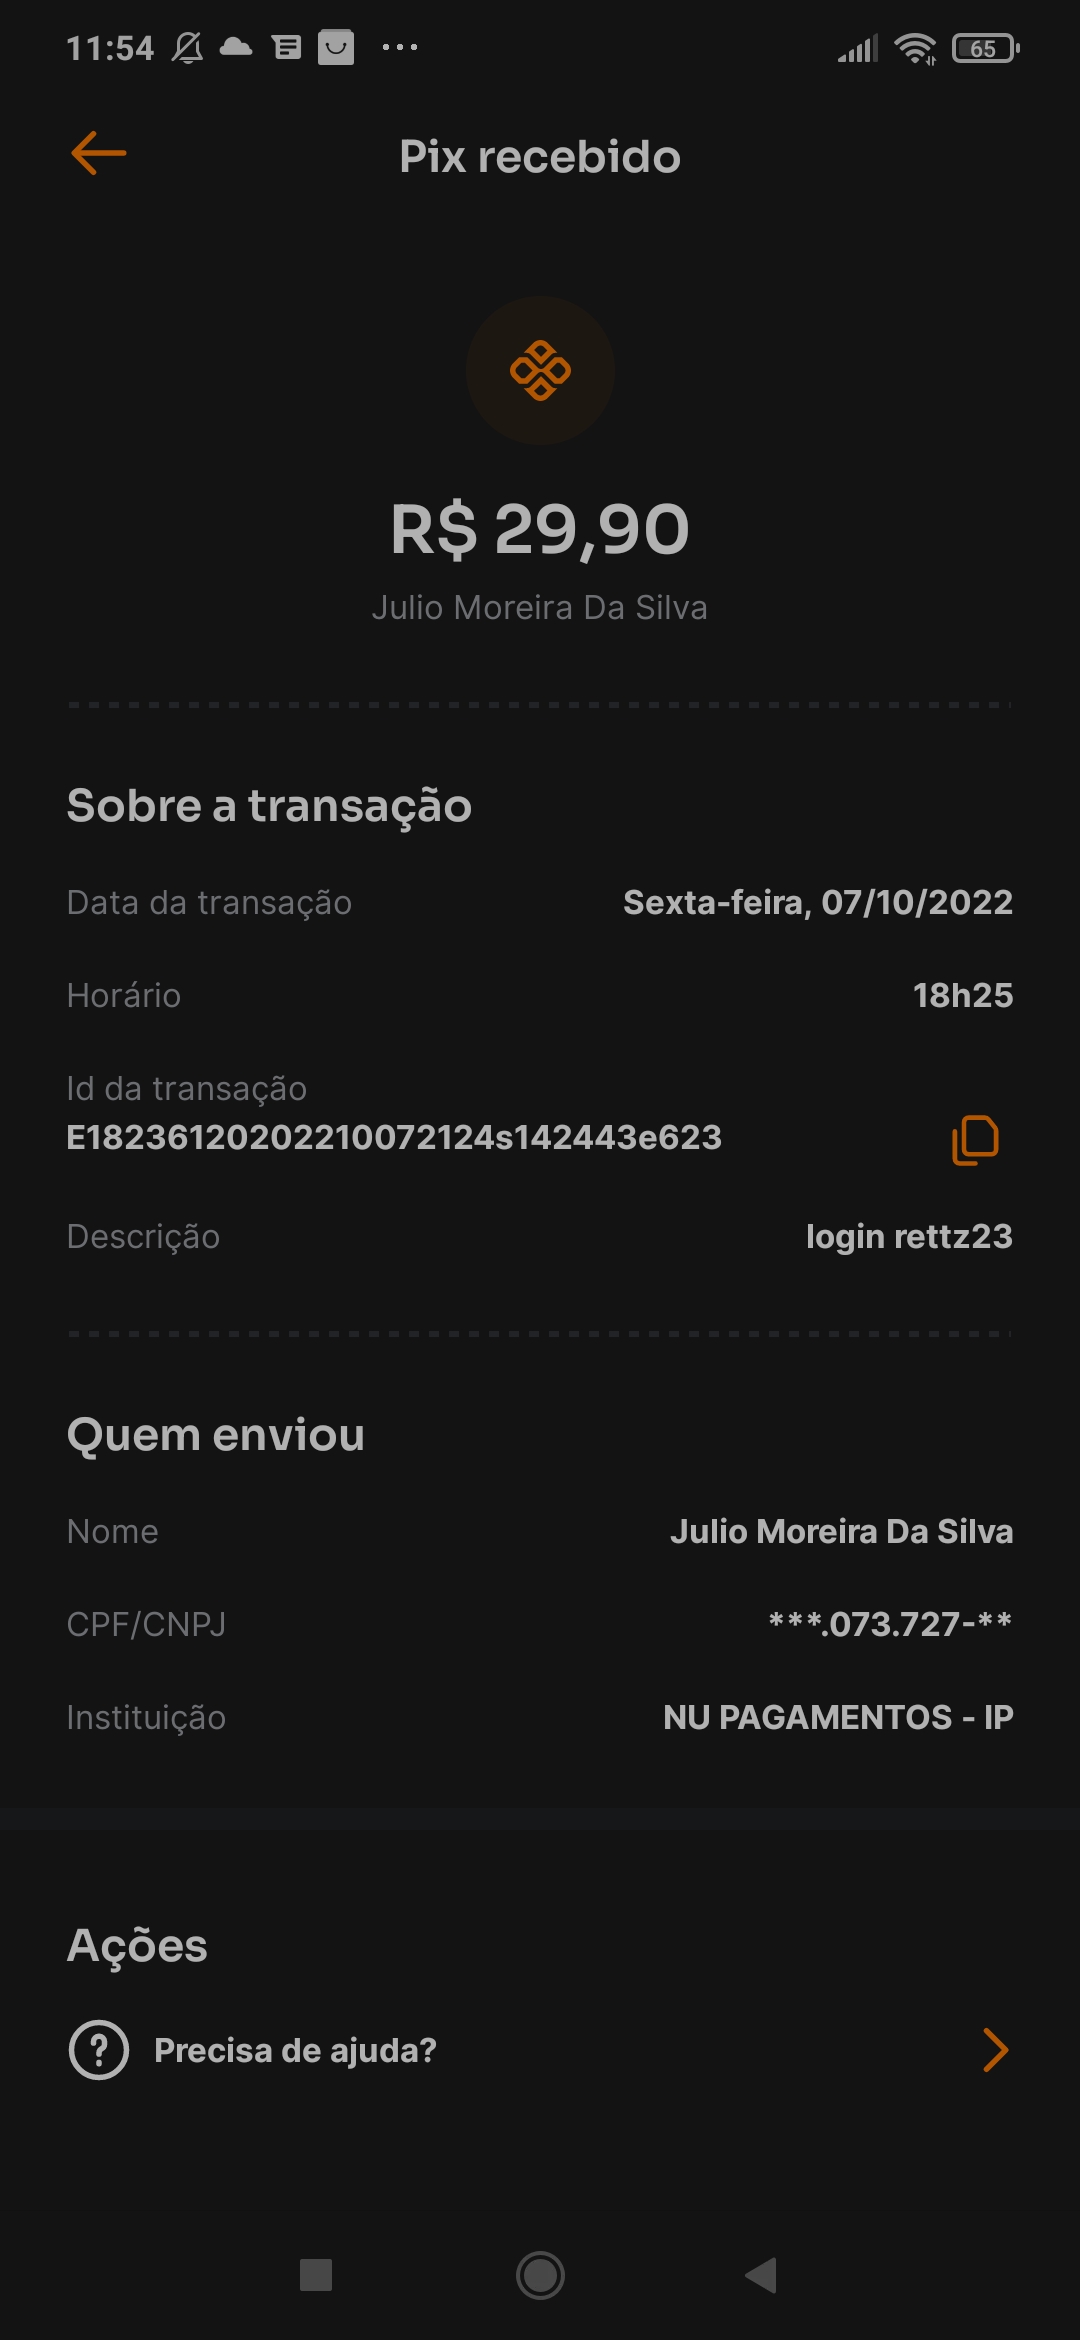 11:54
65
Pix recebido
R$ 29,90
Julio Moreira Da Silva
Sobre a transação
Data da transação Sexta-feira, 07/10/2022
Horário 18h25
Id da transação
E18236120202210072124s142443e623
Descrição login rettz23
Quem enviou
Nome Julio Moreira Da Silva
CPF/CNPJ ***.073.727-**
Instituição NU PAGAMENTOS - IP
Ações
Precisa de ajuda?